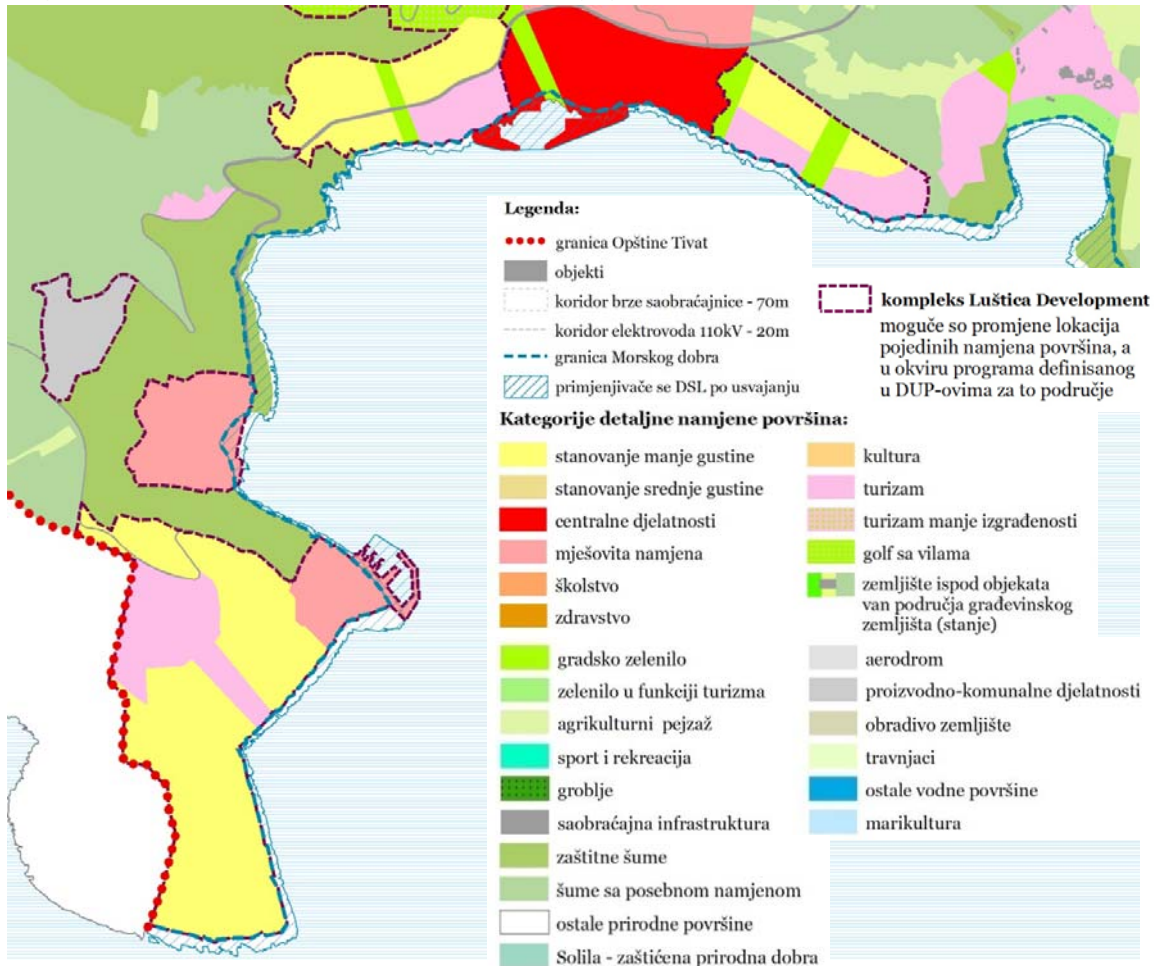 Legenda:
granica Opštine Tivat
objekti
koridor brze saobraćajnice - 70m
koridor elektrovoda 110kV - 20m
granica Morskog dobra
primjenjivače se DSL po usvajanju
kompleks Luštica Development
moguče so promjene lokacija
pojedinih namjena površina, a
u okviru programa definisanog
u DUP-ovima za to područje
Kategorije detaljne namjene površina:
stanovanje manje gustine
stanovanje srednje gustine
centralne djelatnosti
mješovita namjena
školstvo
zdravstvo
gradsko zelenilo
zelenilo u funkciji turizma
agrikulturni pejzaž
sport i rekreacija
groblje
saobraćajna infrastruktura
zaštitne šume
šume sa posebnom namjenom
ostale prirodne površine
Solila - zaštićena prirodna dobra
kultura
turizam
turizam manje izgrađenosti
golf sa vilama
zemljište ispod objekata
van područja građevinskog
zemljišta (stanje)
aerodrom
proizvodno-komunalne djelatnosti
obradivo zemljište
travnjaci
ostale vodne površine
marikultura